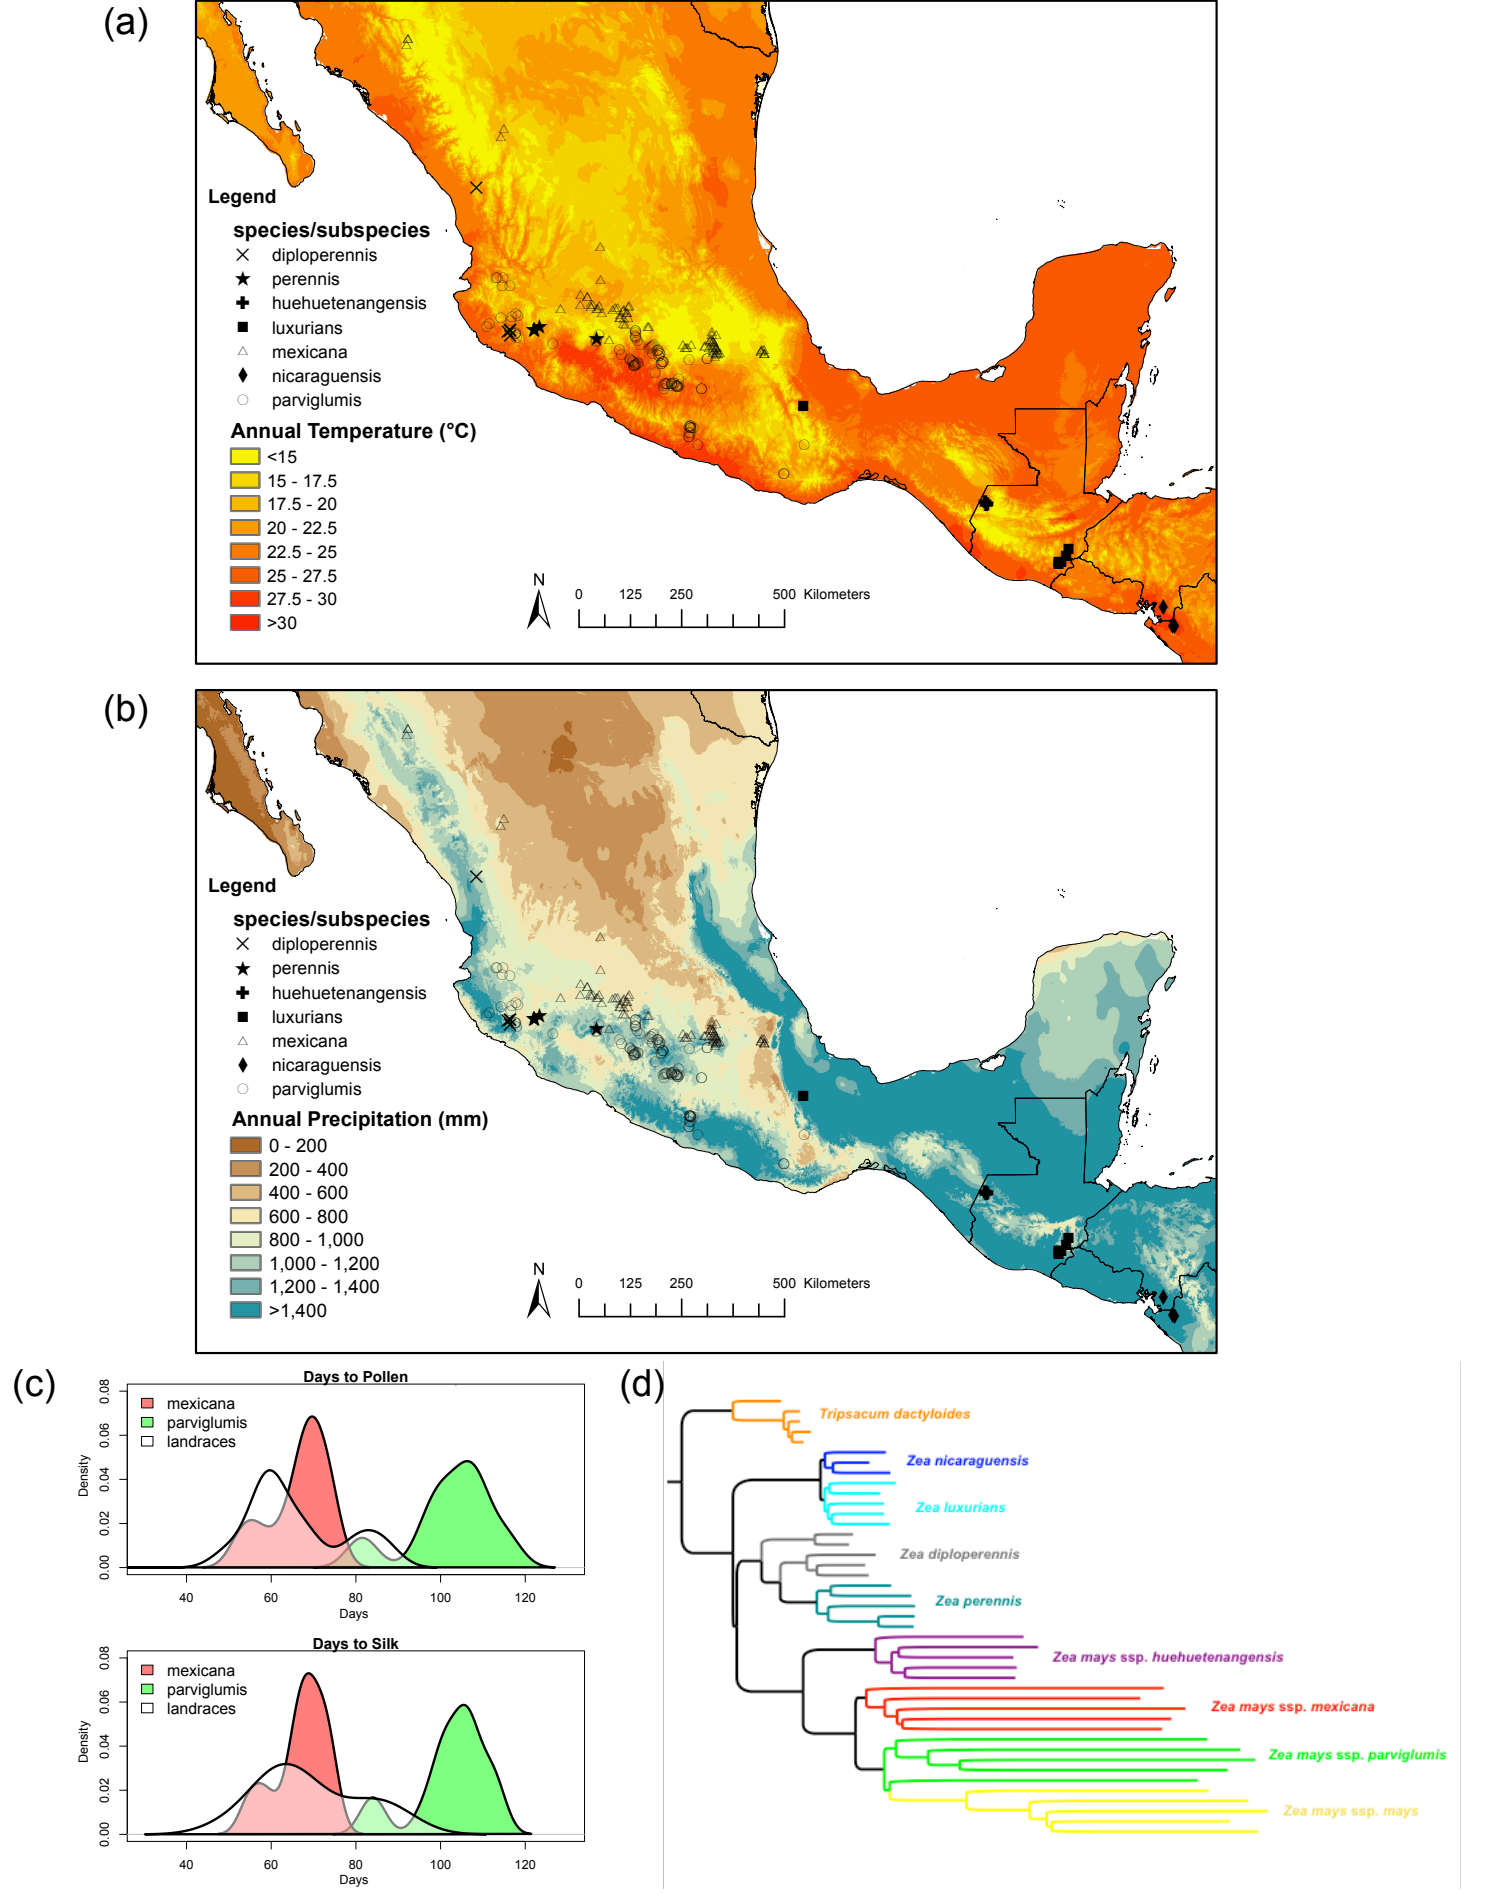 (a)
Legend
species/subspecies
diploperennis
perennis
huehuetenangensis
luxurians
mexicana
nicaraguensis
parviglumis
Annual Temperature (°C)
<15
15 - 17.5
17.5 - 20
20 - 22.5
22.5 - 25
25 - 27.5
27.5 - 30
>30
N
0 125 250 500 Kilometers
(b)
Legend
species/subspecies
diploperennis
perennis
huehuetenangensis
luxurians
mexicana
nicaraguensis
parviglumis
Annual Precipitation (mm)
0 - 200
200 - 400
400 - 600
600 - 800
800 - 1,000
1,000 - 1,200
1,200 - 1,400
>1,400
N
0 125 250 500 Kilometers
(c)
Days to Pollen
mexicana
parviglumis
landraces
Density
0.08
0.06
0.04
0.02
0.00
40 60 80 100 120
Days
Days to Silk
mexicana
parviglumis
landraces
Density
0.08
0.06
0.04
0.02
0.00
40 60 80 100 120
Days
(d)
Tripsacum dactyloides
Zea nicaraguensis
Zea luxurians
Zea diploperennis
Zea perennis
Zea mays ssp. huehuetenangensis
Zea mays ssp. mexicana
Zea mays ssp. parviglumis
Zea mays ssp. mays